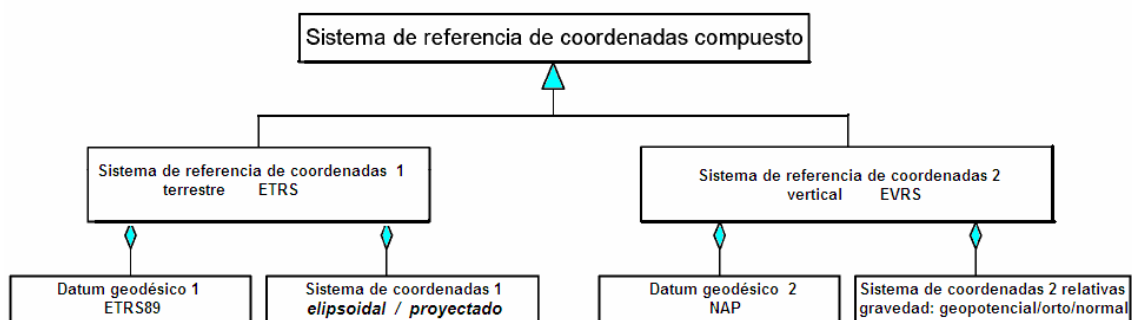 Sistema de referencia de coordenadas compuesto
Sistema de referencia de coordenadas 1
terrestre ETRS
Sistema de referencia de coordenadas 2
vertical EVRS
Datum geodésico 1
ETRS89
Sistema de coordenadas 1
elipsoidal / proyectado
Datum geodésico 2
NAP
Sistema de coordenadas 2 relativas
gravedad: geopotencial/orto/normal